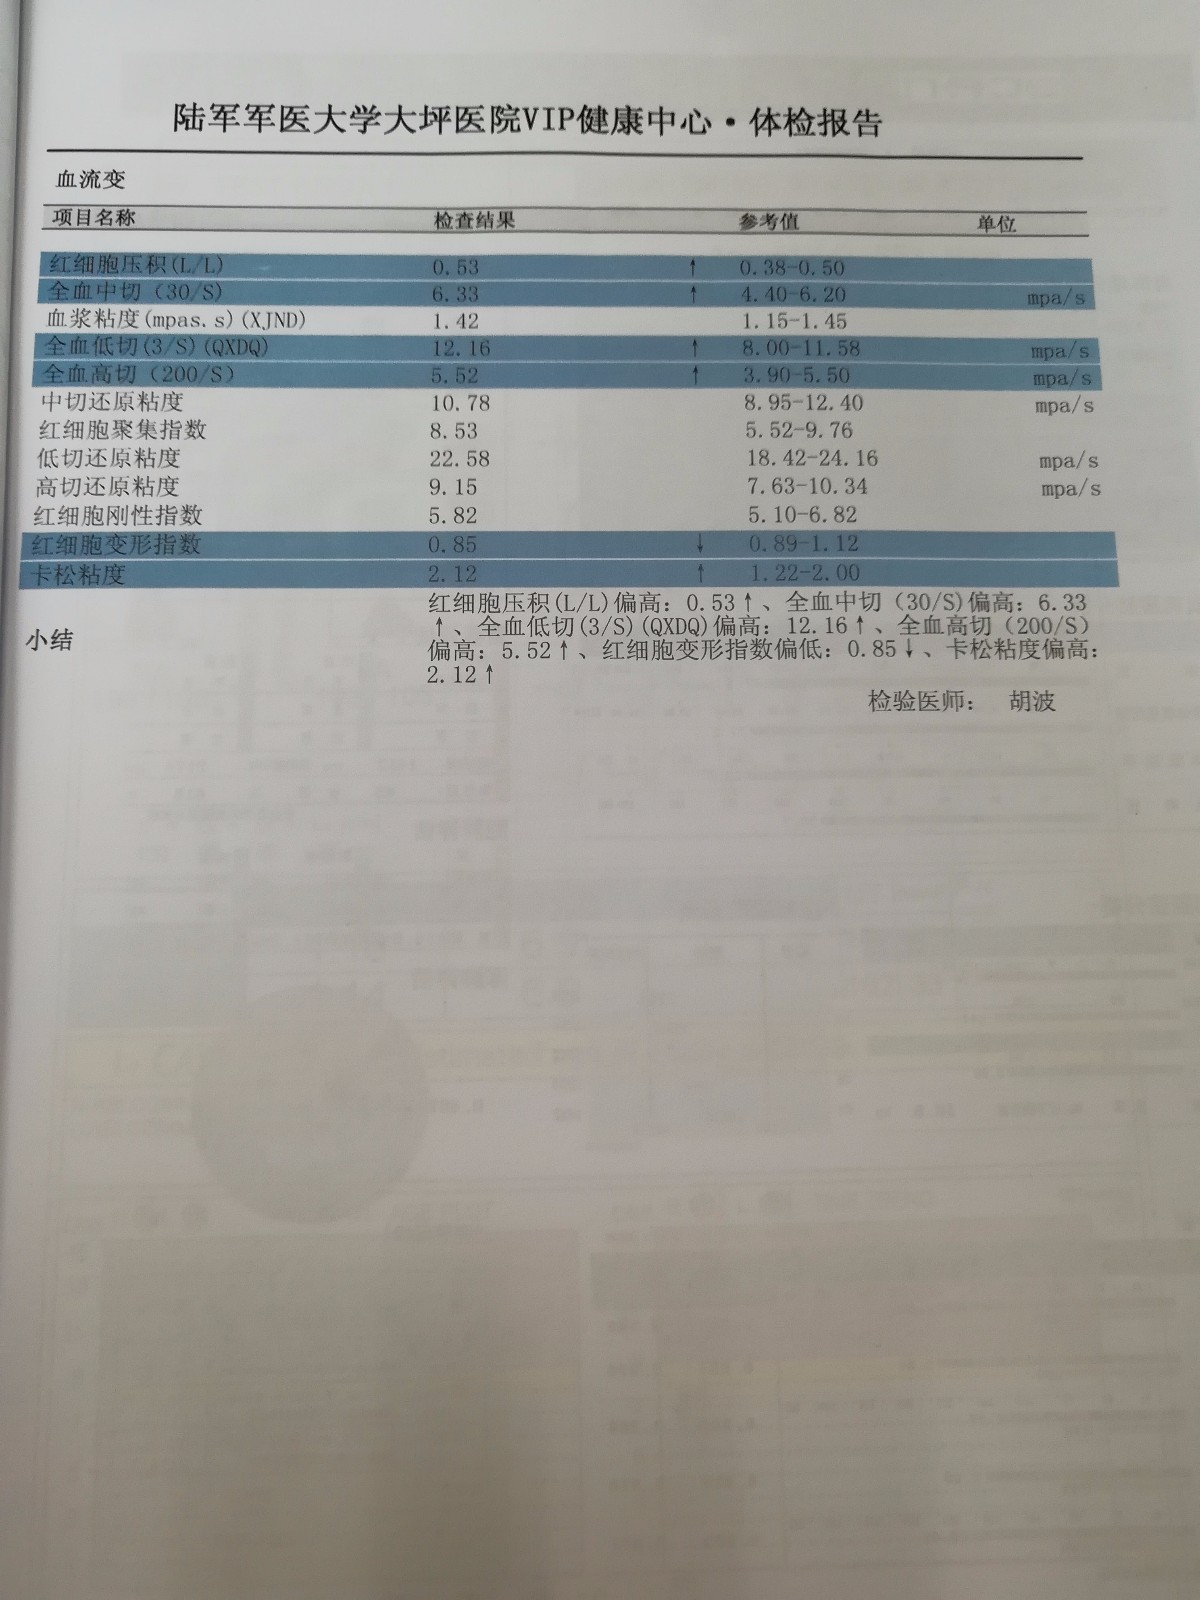 陆军军医大学大坪医院VIP健康中心·体检报告
血流变
项目名称 检查结果 参考值 单位
红细胞压积(L/L) 0.53 ↑ 0.38-0.50
全血中切（30/S) 6.33 ↑ 4.40-6.20 mpa/s
血浆粘度(mpas.s)(XJND) 1.42 1.15-1.45
全血低切(3/S)(QXDQ) 12.16 ↑ 8.00-11.58 mpa/s
全血高切（200/S） 5.52 ↑ 3.90-5.50 mpa/s
中切还原粘度 10.78 8.95-12.40 mpa/s
红细胞聚集指数 8.53 5.52-9.76
低切还原粘度 22.58 18.42-24.16 mpa/s
高切还原粘度 9.15 7.63-10.34 mpa/s
红细胞刚性指数 5.82 5.10-6.82
红细胞变形指数 0.85 ↓ 0.89-1.12
卡松粘度 2.12 ↑ 1.22-2.00
小结
红细胞压积(L/L)偏高：0.53↑、全血中切（30/S)偏高：6.33
↑、全血低切(3/S)(QXDQ)偏高：12.16↑、全血高切（200/S）
偏高：5.52↑、红细胞变形指数偏低：0.85↓、卡松粘度偏高：
2.12↑
检验医师： 胡波